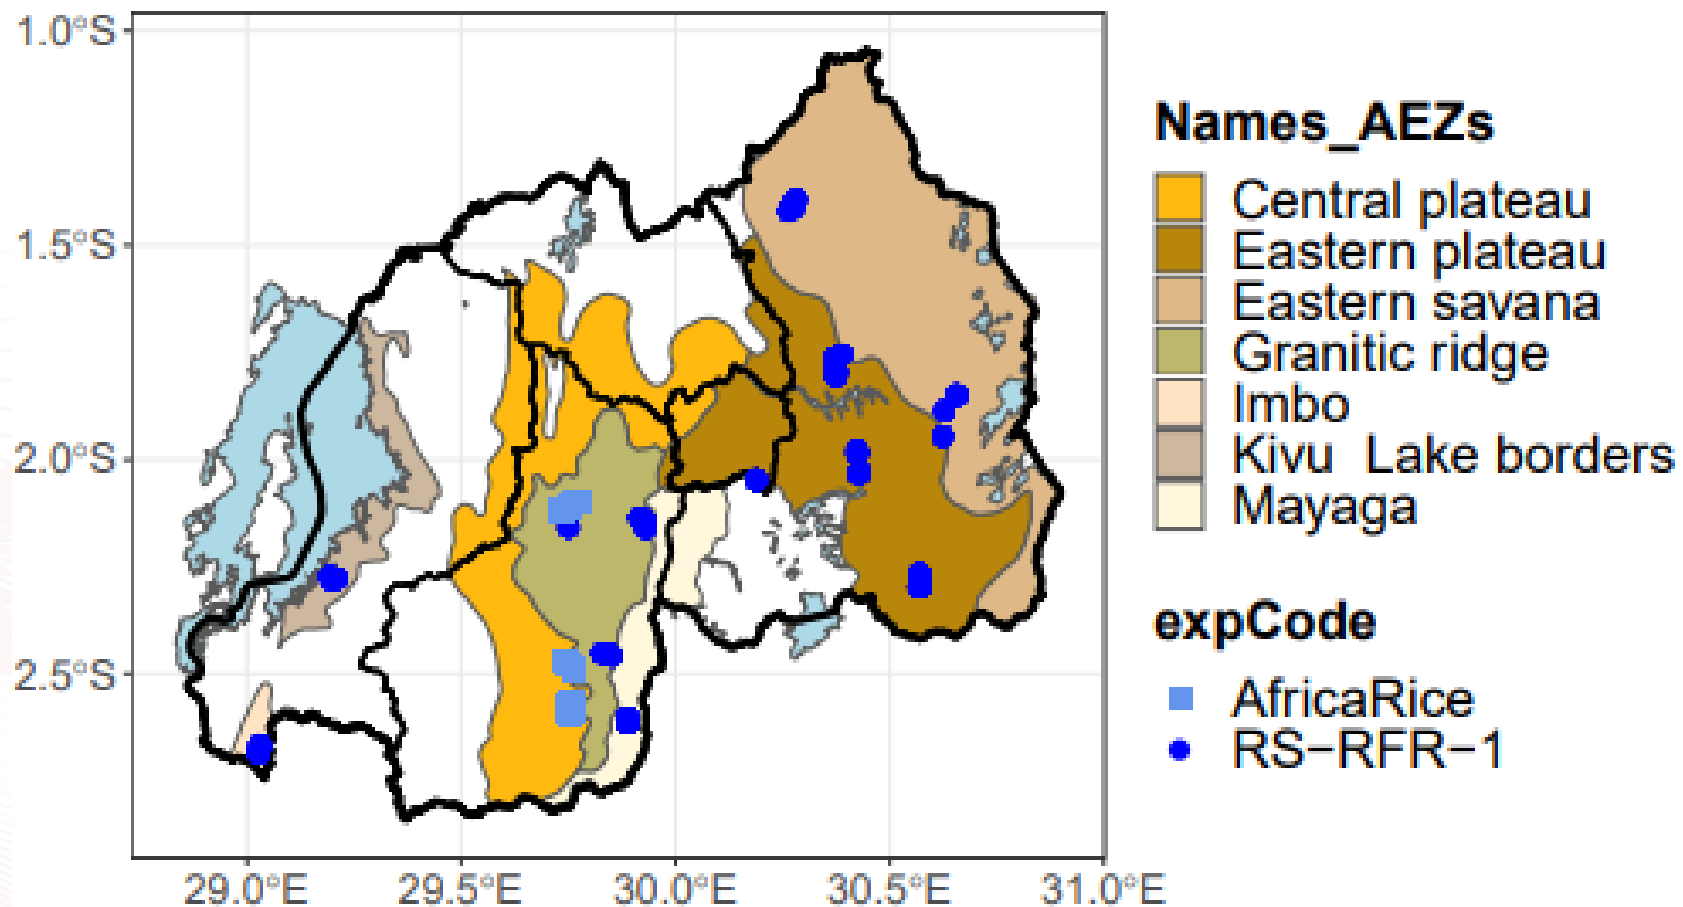 1.0°S
1.5°S
2.0°S
2.5°S
29.0°E
29.5°E
30.0°E
30.5°E
31.0°E
Names_AEZs
Central plateau
Eastern plateau
Eastern savana
Granitic ridge
Imbo
Kivu  Lake borders
Mayaga
expCode
AfricaRice
RS−RFR−1